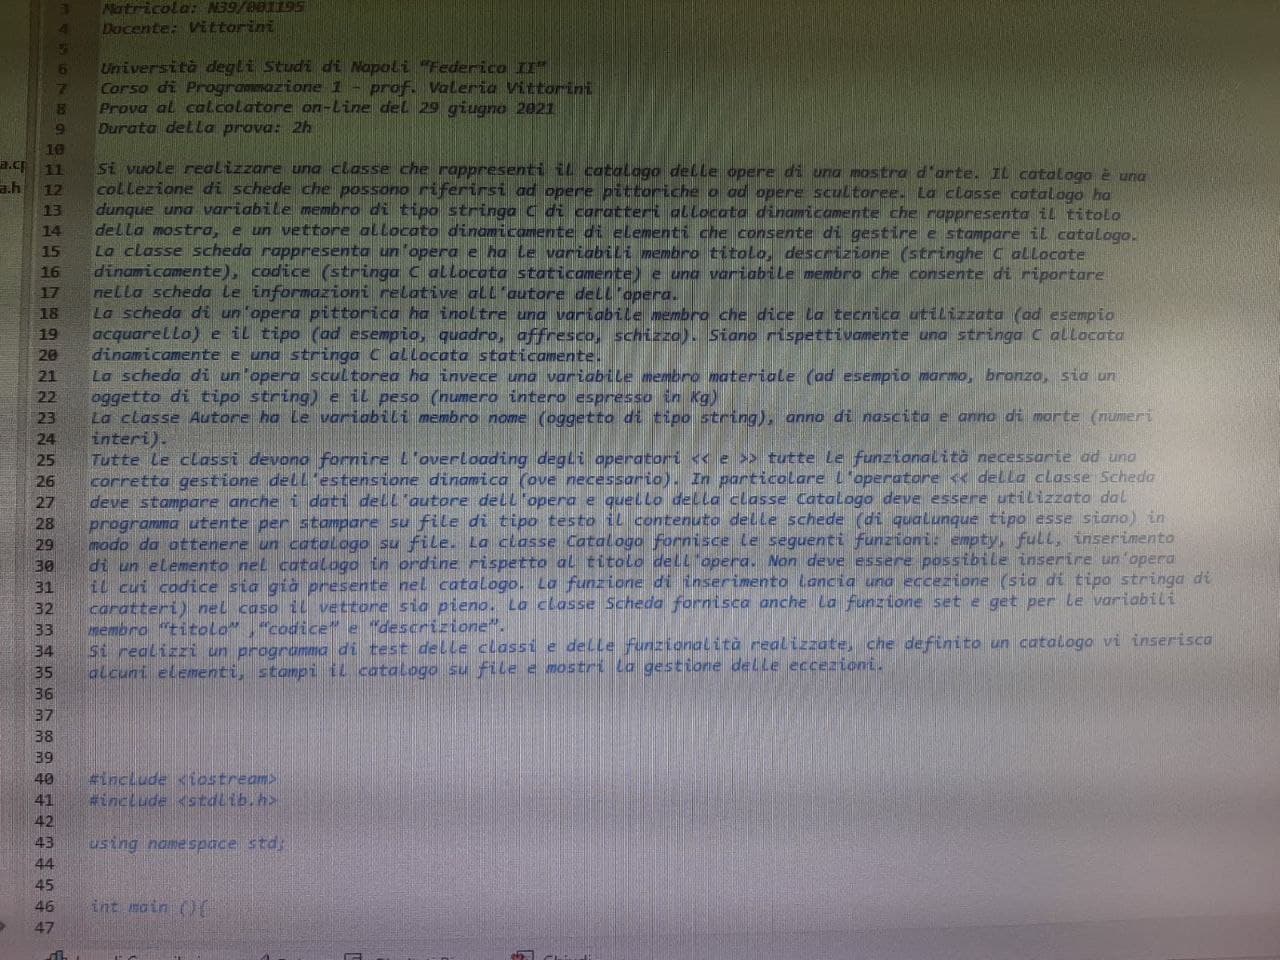 3 Matricola: N39/001195
4 Docente: Vittorini
5
6 Università degli Studi di Napoli "Federico II"
7 Corso di Programmazione 1 - prof. Valeria Vittorini
8 Prova al calcolatore on-line del 29 giugno 2021
9 Durata della prova: 2h
10
11 Si vuole realizzare una classe che rappresenti il catalogo delle opere di una mostra d'arte. Il catalogo è una
12 collezione di schede che possono riferirsi ad opere pittoriche o ad opere scultoree. La classe catalogo ha
13 dunque una variabile membro di tipo stringa C di caratteri allocata dinamicamente che rappresenta il titolo
14 della mostra, e un vettore allocato dinamicamente di elementi che consente di gestire e stampare il catalogo.
15 La classe scheda rappresenta un'opera e ha le variabili membro titolo, descrizione (stringhe C allocate
16 dinamicamente), codice (stringa C allocata staticamente) e una variabile membro che consente di riportare
17 nella scheda le informazioni relative all'autore dell'opera.
18 La scheda di un'opera pittorica ha inoltre una variabile membro che dice la tecnica utilizzata (ad esempio
19 acquarello) e il tipo (ad esempio, quadro, affresco, schizzo). Siano rispettivamente una stringa C allocata
20 dinamicamente e una stringa C allocata staticamente.
21 La scheda di un'opera scultorea ha invece una variabile membro materiale (ad esempio marmo, bronzo, sia un
22 oggetto di tipo string) e il peso (numero intero espresso in Kg)
23 La classe Autore ha le variabili membro nome (oggetto di tipo string), anno di nascita e anno di morte (numeri
24 interi).
25 Tutte le classi devono fornire l'overloading degli operatori << e >> tutte le funzionalità necessarie ad una
26 corretta gestione dell'estensione dinamica (ove necessario). In particolare l'operatore << della classe Scheda
27 deve stampare anche i dati dell'autore dell'opera e quello della classe Catalogo deve essere utilizzato dal
28 programma utente per stampare su file di tipo testo il contenuto delle schede (di qualunque tipo esse siano) in
29 modo da ottenere un catalogo su file. La classe Catalogo fornisce le seguenti funzioni: empty, full, inserimento
30 di un elemento nel catalogo in ordine rispetto al titolo dell'opera. Non deve essere possibile inserire un'opera
31 il cui codice sia già presente nel catalogo. La funzione di inserimento lancia una eccezione (sia di tipo stringa di
32 caratteri) nel caso il vettore sia pieno. La classe Scheda fornisca anche la funzione set e get per le variabili
33 membro "titolo" ,"codice" e "descrizione".
34 Si realizzi un programma di test delle classi e delle funzionalità realizzate, che definito un catalogo vi inserisca
35 alcuni elementi, stampi il catalogo su file e mostri la gestione delle eccezioni.
36
37
38
39
40 #include <iostream>
41 #include <stdlib.h>
42
43 using namespace std;
44
45
46 int main (){
47
a.cp
a.h